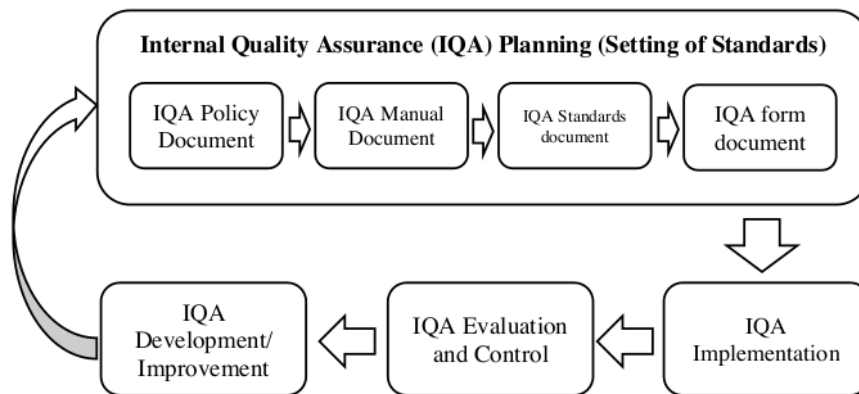 Internal Quality Assurance (IQA) Planning (Setting of Standards)
IQA Policy
Document
IQA Manual
Document
IQA Standards
document
IQA form
document
IQA
Development/
Improvement
IQA Evaluation
and Control
IQA
Implementation